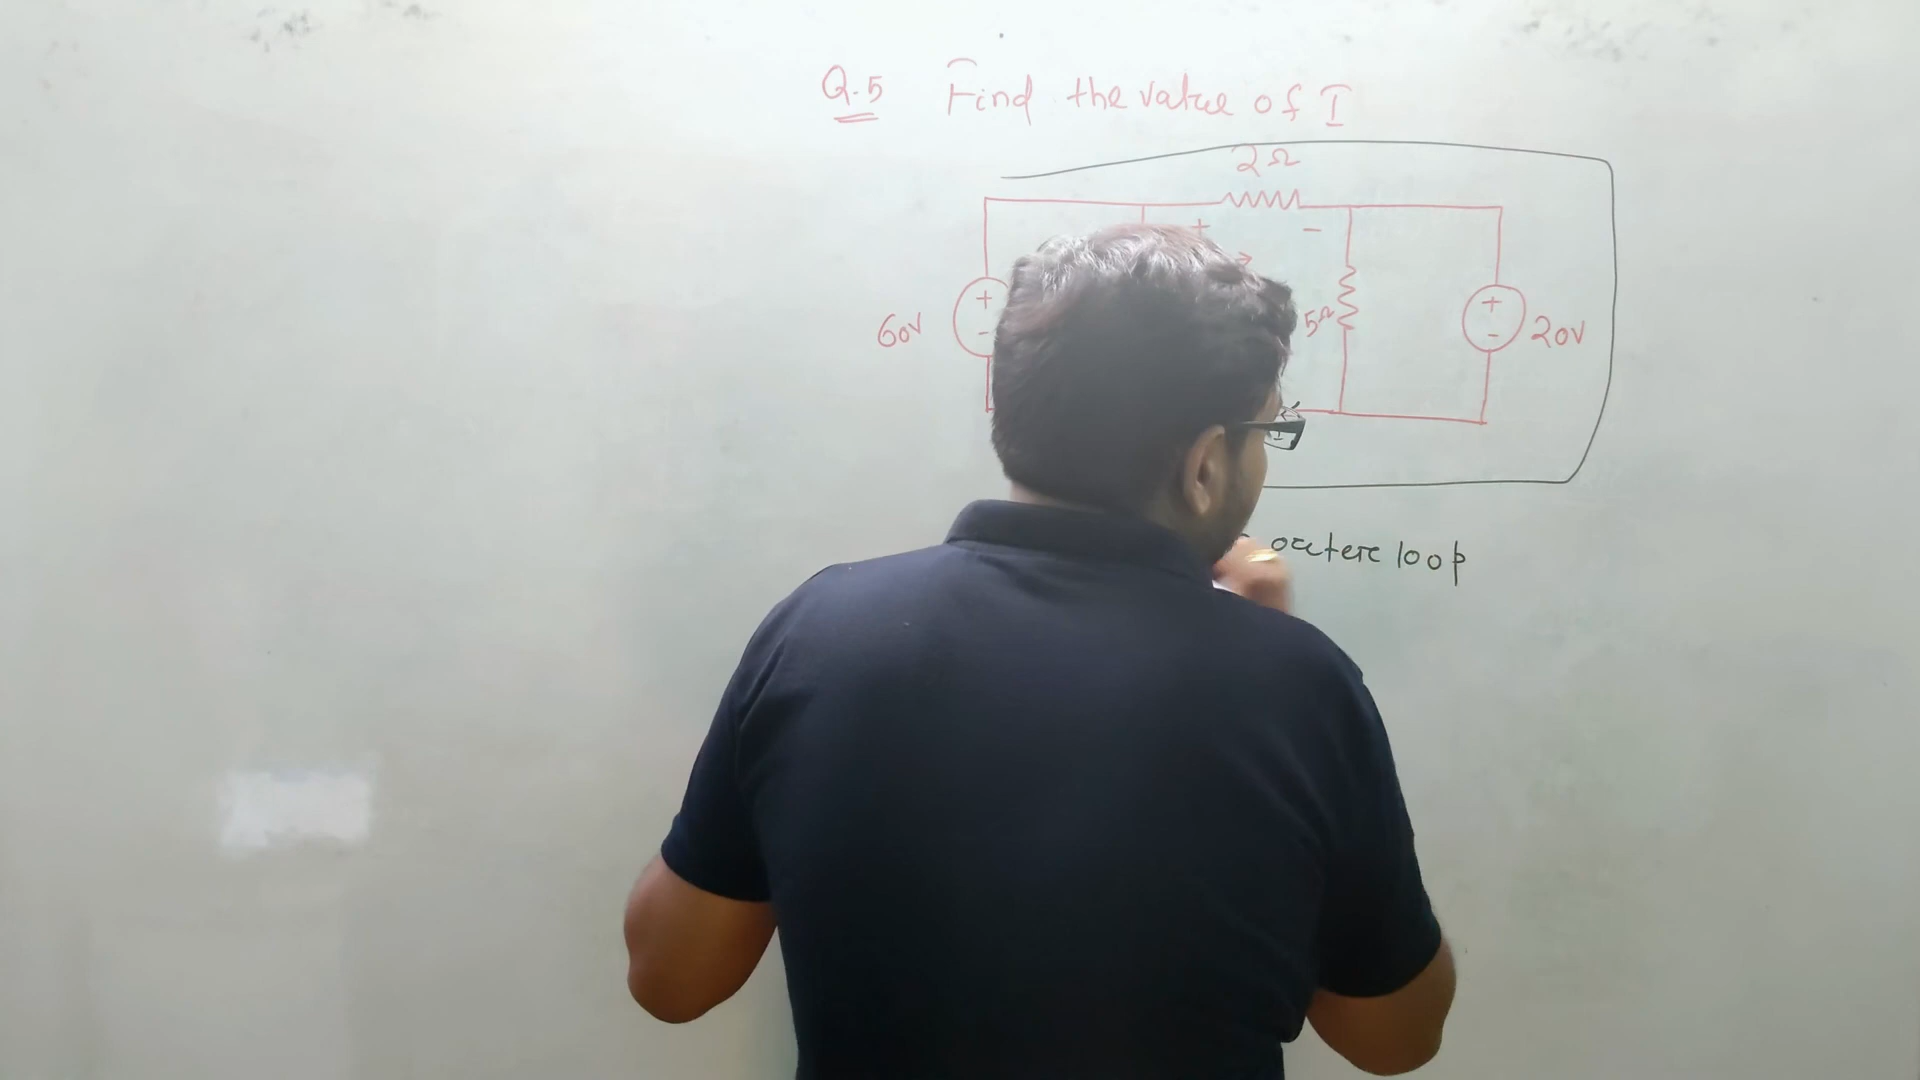 Q.5 Find the value of I
2Ω
+ -
+ - 5Ω + -
60V 20V
I
outer loop